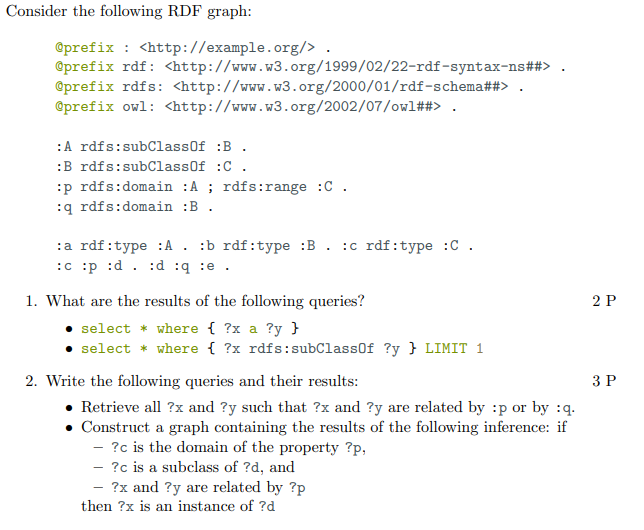 Consider the following RDF graph:
@prefix : <http://example.org/> .
@prefix rdf: <http://www.w3.org/1999/02/22-rdf-syntax-ns##> .
@prefix rdfs: <http://www.w3.org/2000/01/rdf-schema##> .
@prefix owl: <http://www.w3.org/2002/07/owl##> .
:A rdfs:subClassOf :B .
:B rdfs:subClassOf :C .
:p rdfs:domain :A ; rdfs:range :C .
:q rdfs:domain :B .
:a rdf:type :A . :b rdf:type :B . :c rdf:type :C .
:c :p :d . :d :q :e .
1. What are the results of the following queries? 2 P
• select * where { ?x a ?y }
• select * where { ?x rdfs:subClassOf ?y } LIMIT 1
2. Write the following queries and their results: 3 P
• Retrieve all ?x and ?y such that ?x and ?y are related by :p or by :q.
• Construct a graph containing the results of the following inference: if
– ?c is the domain of the property ?p,
– ?c is a subclass of ?d, and
– ?x and ?y are related by ?p
then ?x is an instance of ?d